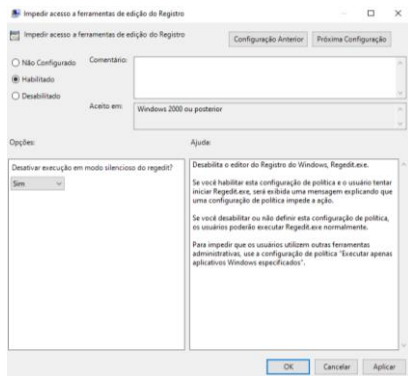 Impedir acesso a ferramentas de edição do Registro
Impedir acesso a ferramentas de edição do Registro
Configuração Anterior
Próxima Configuração
Não Configurado
Comentário:
Habilitado
Desabilitado
Aceito em:
Windows 2000 ou posterior
Opções:
Ajuda:
Desativar execução em modo silencioso do regedit?
Sim
Desabilita o editor do Registro do Windows, Regedit.exe.
Se você habilitar esta configuração de política e o usuário tentar
iniciar Regedit.exe, será exibida uma mensagem explicando que
uma configuração de política impede a ação.
Se você desabilitar ou não definir esta configuração de política,
os usuários poderão executar Regedit.exe normalmente.
Para impedir que os usuários utilizem outras ferramentas
administrativas, use a configuração de política "Executar apenas
aplicativos Windows especificados".
OK
Cancelar
Aplicar